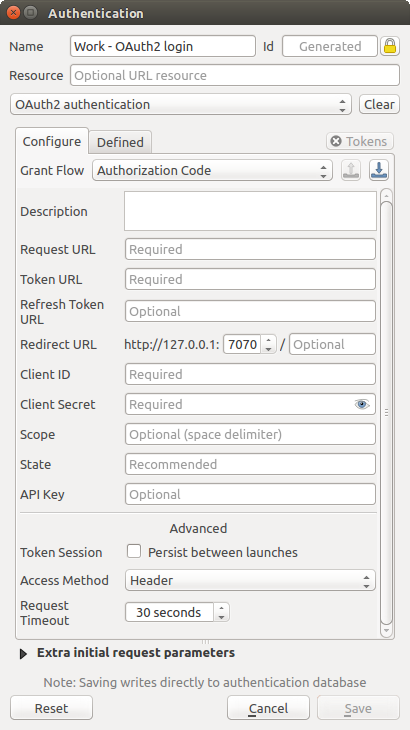 Authentication
Name Work - OAuth2 login Id Generated
Resource Optional URL resource
OAuth2 authentication Clear
Configure Defined Tokens
Grant Flow Authorization Code
Description
Request URL Required
Token URL Required
Refresh Token
URL Optional
Redirect URL http://127.0.0.1: 7070 / Optional
Client ID Required
Client Secret Required
Scope Optional (space delimiter)
State Recommended
API Key Optional
Advanced
Token Session Persist between launches
Access Method Header
Request
Timeout 30 seconds
Extra initial request parameters
Note: Saving writes directly to authentication database
Reset Cancel Save